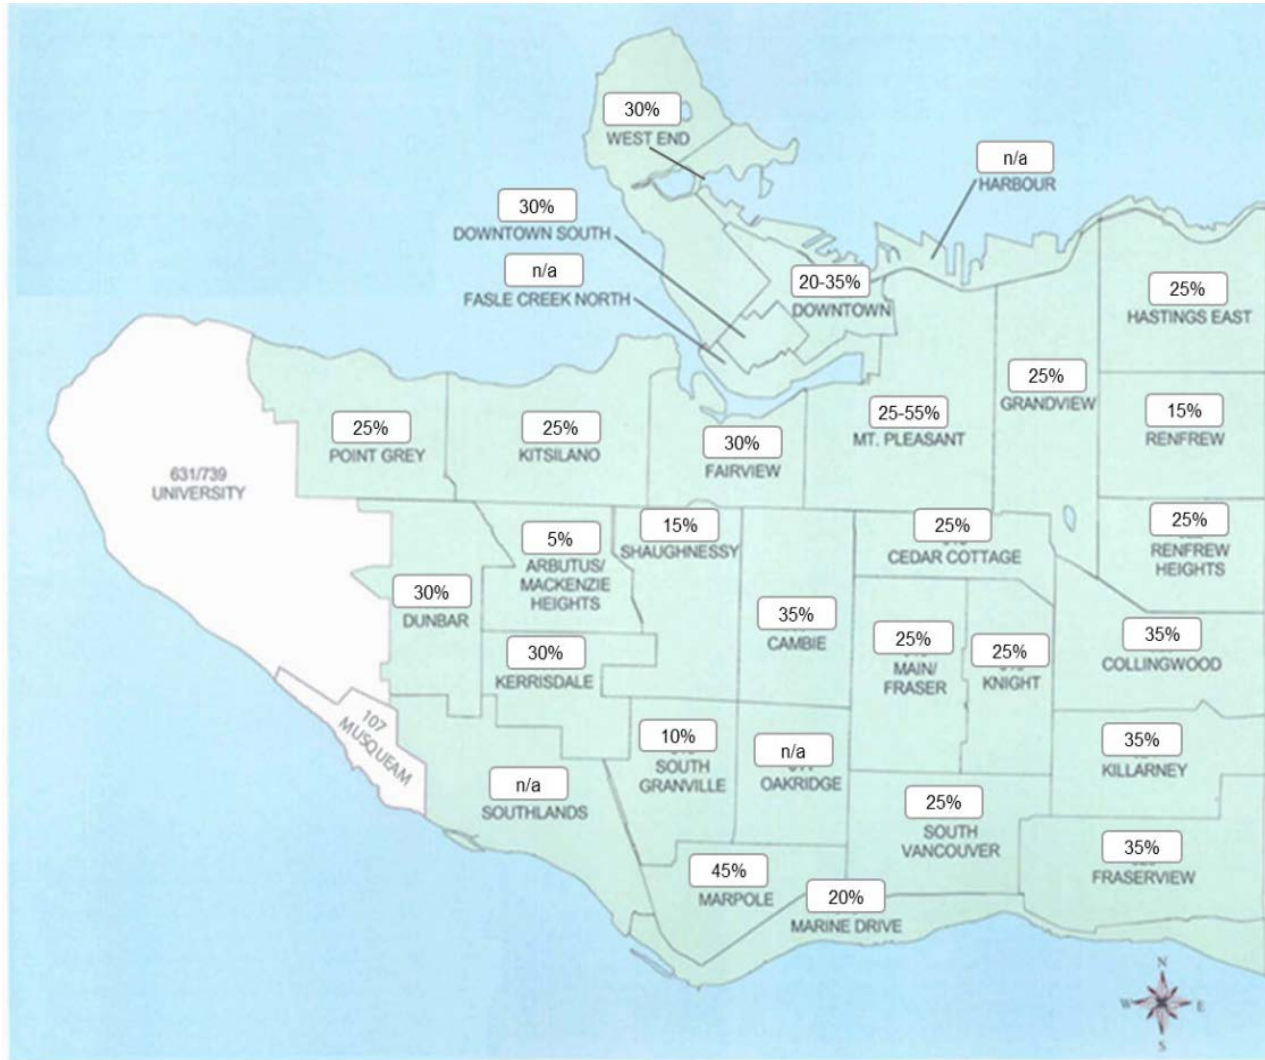 30%
WEST END
n/a
HARBOUR
30%
DOWNTOWN SOUTH
n/a
FASLE CREEK NORTH
20-35%
DOWNTOWN
25%
HASTINGS EAST
25%
GRANDVIEW
15%
RENFREW
25%
POINT GREY
25%
KITSILANO
30%
FAIRVIEW
25-55%
MT. PLEASANT
631/739
UNIVERSITY
5%
ARBUTUS/
MACKENZIE
HEIGHTS
15%
SHAUGHNESSY
25%
CEDAR COTTAGE
25%
RENFREW
HEIGHTS
30%
DUNBAR
35%
CAMBIE
30%
KERRISDALE
25%
MAIN/
FRASER
25%
KNIGHT
35%
COLLINGWOOD
107
MUSQUEAM
n/a
SOUTHLANDS
10%
SOUTH
GRANVILLE
n/a
OAKRIDGE
35%
KILLARNEY
25%
SOUTH
VANCOUVER
35%
FRASERVIEW
45%
MARPOLE
20%
MARINE DRIVE
N
W E
S